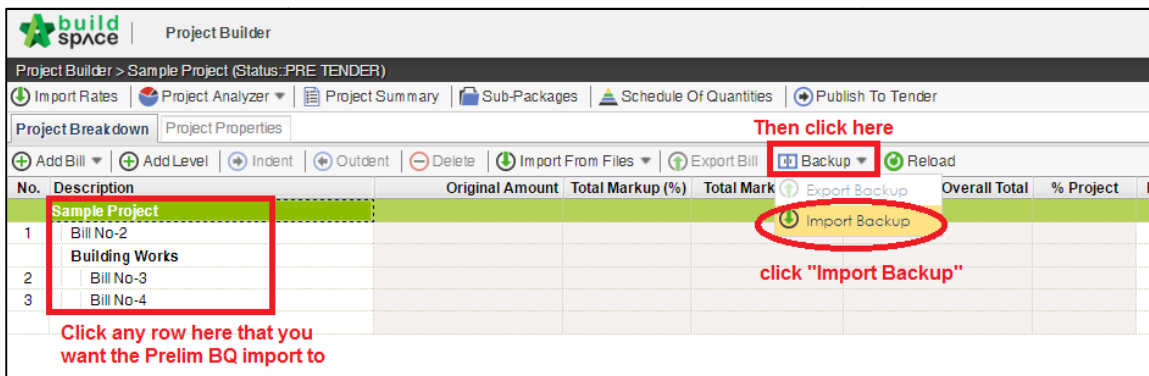 build space Project Builder
Project Builder > Sample Project (Status::PRE TENDER)
Import Rates Project Analyzer Project Summary Sub-Packages Schedule Of Quantities Publish To Tender
Project Breakdown Project Properties
Then click here
Add Bill Add Level Indent Outdent Delete Import From Files Export Bill Backup Reload
No. Description Original Amount Total Markup (%) Total Mark Export Backup Overall Total % Project
Sample Project
Import Backup
1 Bill No-2
Building Works
2 Bill No-3
click "Import Backup"
3 Bill No-4
Click any row here that you
want the Prelim BQ import to